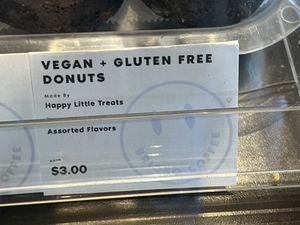 VEGAN + GLUTEN FREE
DONUTS
Made By
Happy Little Treats
Assorted Flavors
$3.00